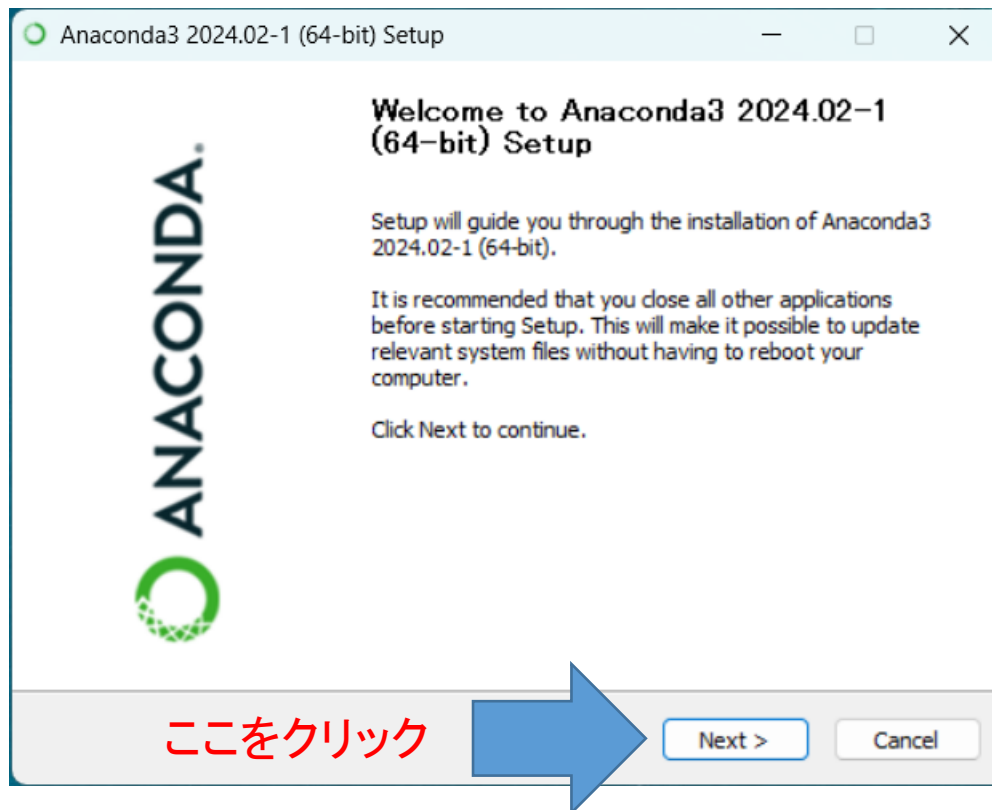 Anaconda3 2024.02-1 (64-bit) Setup
Welcome to Anaconda3 2024.02-1
(64-bit) Setup
ANACONDA.
Setup will guide you through the installation of Anaconda3
2024.02-1 (64-bit).
It is recommended that you close all other applications
before starting Setup. This will make it possible to update
relevant system files without having to reboot your
computer.
Click Next to continue.
ここをクリック
Next >
Cancel